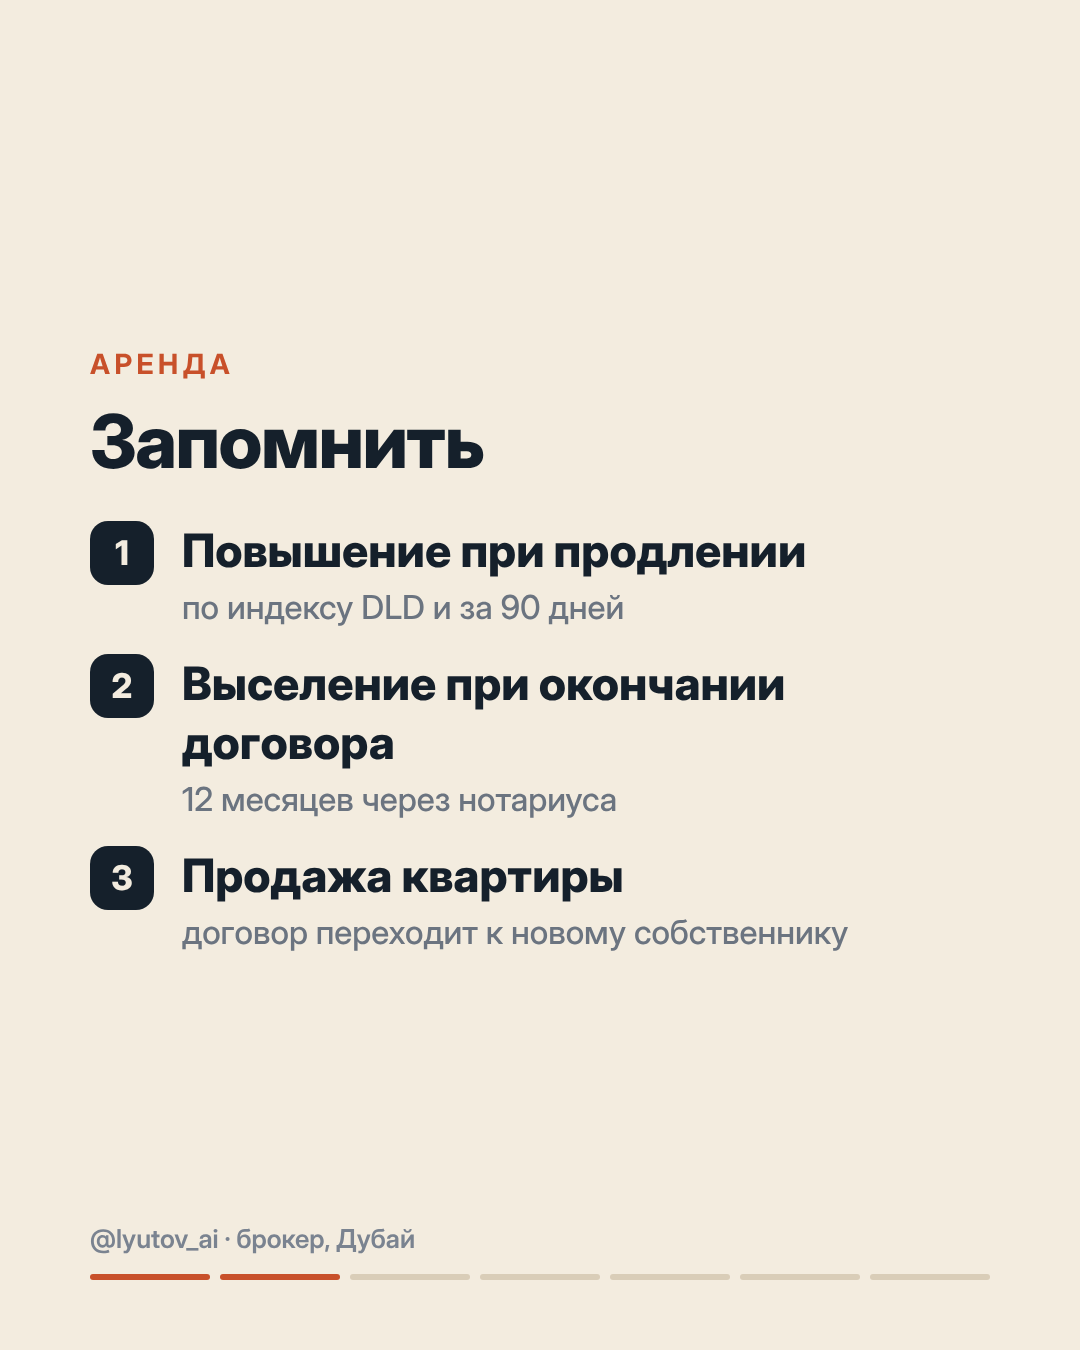 АРЕНДА
Запомнить
1 Повышение при продлении
по индексу DLD и за 90 дней
2 Выселение при окончании
договора
12 месяцев через нотариуса
3 Продажа квартиры
договор переходит к новому собственнику
@lyutov_ai · брокер, Дубай